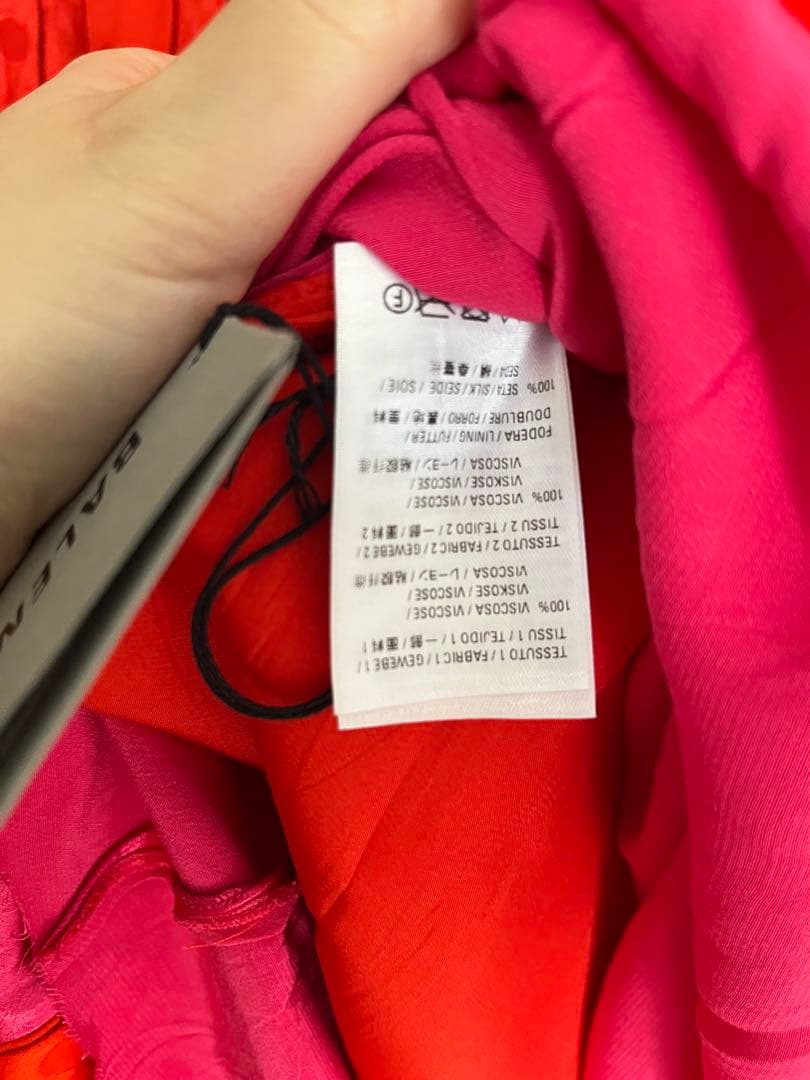 TESSUTO 1 / FABRIC 1 / GEWEBE 1 /
TISSU 1 / TEJIDO 1 / 一部 / 面料 1
100% VISCOSA / VISCOSE /
VISKOSE / VISCOSE /
VISCOSA / レーヨン / 粘胶纤维
TESSUTO 2 / FABRIC 2 / GEWEBE 2 /
TISSU 2 / TEJIDO 2 / 一部 / 面料 2
100% VISCOSA / VISCOSE /
VISKOSE / VISCOSE /
VISCOSA / レーヨン / 粘胶纤维
FODERA / LINING / FUTTER /
DOUBLURE / FORRO / 裏地 / 里料
100% SETA / SILK / SEIDE / SOIE /
SEDA / 絹 / 桑蚕丝
F
BALEN